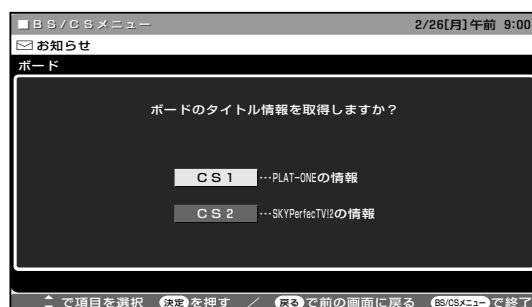 ■BS/CSメニュー 2/26[月]午前 9:00
お知らせ
ボード
ボードのタイトル情報を取得しますか？
CS1 …PLAT-ONEの情報
CS2 …SKYPerfecTV!2の情報
で項目を選択 決定を押す ／ 戻るで前の画面に戻る BS/CSメニューで終了